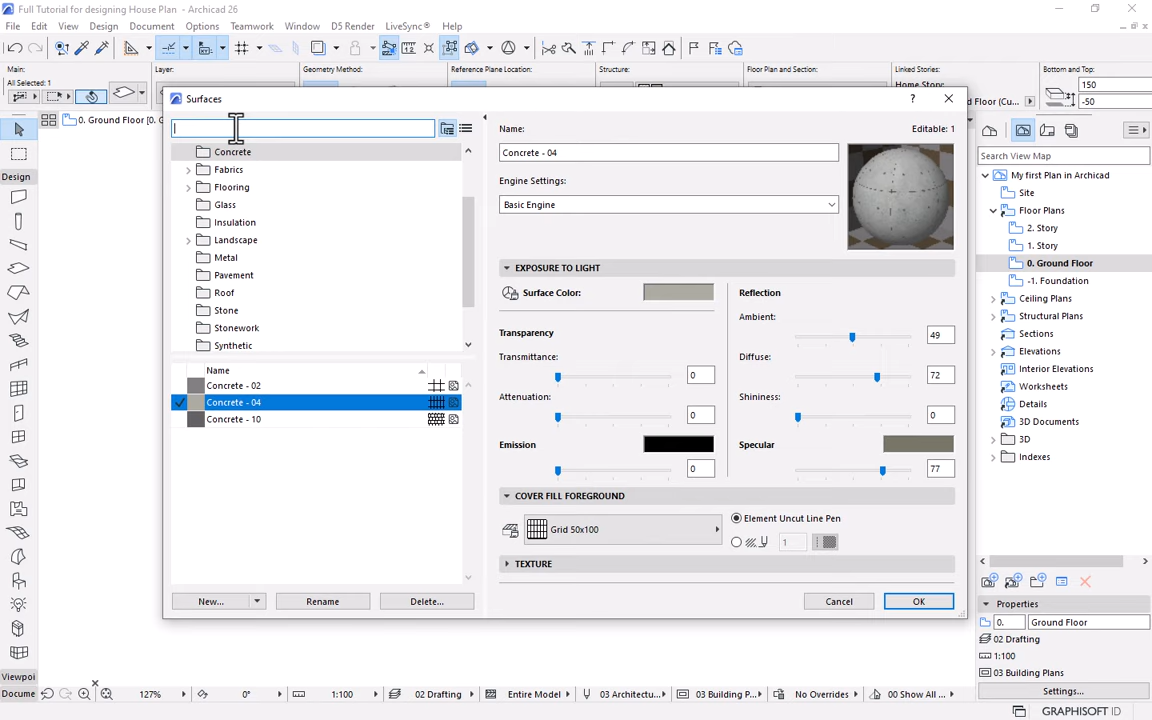 Full Tutorial for designing House Plan - Archicad 26
File Edit View Design Document Options Teamwork Window D5 Render LiveSync® Help
Main:
All Selected: 1
Layer:
Geometry Method:
Reference Plane Location:
Structure:
Floor Plan and Section:
Linked Stories:
Bottom and Top:
150
-50
0. Ground Floor [0. G
Surfaces
Concrete
Fabrics
Flooring
Glass
Insulation
Landscape
Metal
Pavement
Roof
Stone
Stonework
Synthetic
Name
Concrete - 02
Concrete - 04
Concrete - 10
New...
Rename
Delete...
Name:
Editable: 1
Concrete - 04
Engine Settings:
Basic Engine
EXPOSURE TO LIGHT
Surface Color:
Reflection
Transparency
Ambient:
49
Transmittance:
0
Diffuse:
72
Attenuation:
0
Shininess:
0
Emission
0
Specular
77
COVER FILL FOREGROUND
Grid 50x100
Element Uncut Line Pen
1
TEXTURE
Cancel
OK
Design
Viewpoi
Docume
Search View Map
My first Plan in Archicad
Site
Floor Plans
2. Story
1. Story
0. Ground Floor
-1. Foundation
Ceiling Plans
Structural Plans
Sections
Elevations
Interior Elevations
Worksheets
Details
3D Documents
3D
Indexes
Properties
0. Ground Floor
02 Drafting
1:100
03 Building Plans
Settings...
127% 0° 1:100 02 Drafting Entire Model 03 Architectu... 03 Building P... No Overrides 00 Show All ...
GRAPHISOFT ID